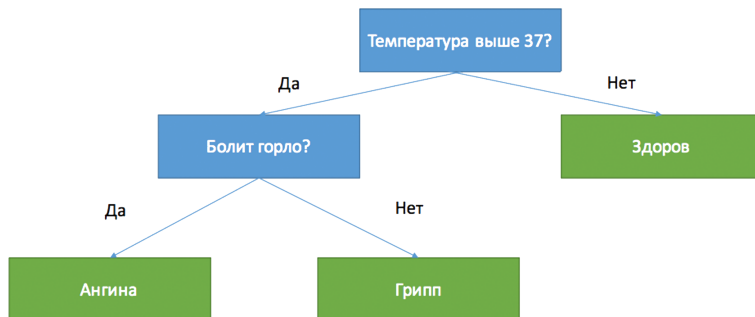 Температура выше 37?
Да
Нет
Болит горло?
Здоров
Да
Нет
Ангина
Грипп